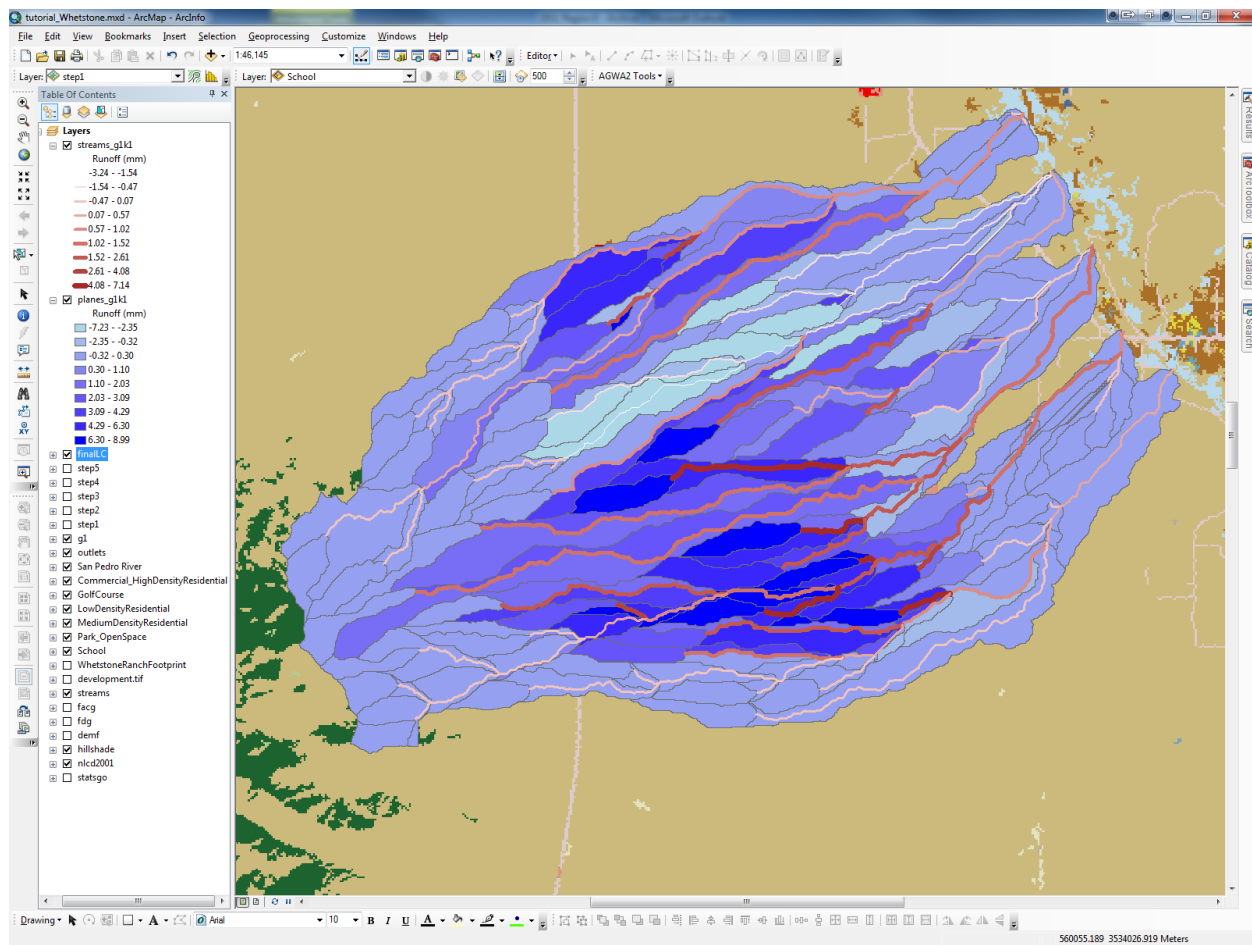 tutorial_Whetstone.mxd - ArcMap - ArcInfo
File Edit View Bookmarks Insert Selection Geoprocessing Customize Windows Help
1:46,145 Editor
Layer: step1 Layer: School 500 AGWA2 Tools
Table Of Contents
Layers
streams_g1k1
Runoff (mm)
-3.24 - -1.54
-1.54 - -0.47
-0.47 - 0.07
0.07 - 0.57
0.57 - 1.02
1.02 - 1.52
1.52 - 2.61
2.61 - 4.08
4.08 - 7.14
planes_g1k1
Runoff (mm)
-7.23 - -2.35
-2.35 - -0.32
-0.32 - 0.30
0.30 - 1.10
1.10 - 2.03
2.03 - 3.09
3.09 - 4.29
4.29 - 6.30
6.30 - 8.99
finalLC
step5
step4
step3
step2
step1
g1
outlets
San Pedro River
Commercial_HighDensityResidential
GolfCourse
LowDensityResidential
MediumDensityResidential
Park_OpenSpace
School
WhetstoneRanchFootprint
development.tif
streams
facg
fdg
demf
hillshade
nlcd2001
statsgo
Results
ArcToolbox
Catalog
Search
Drawing A Arial 10 B I U A
560055.189 3534026.919 Meters